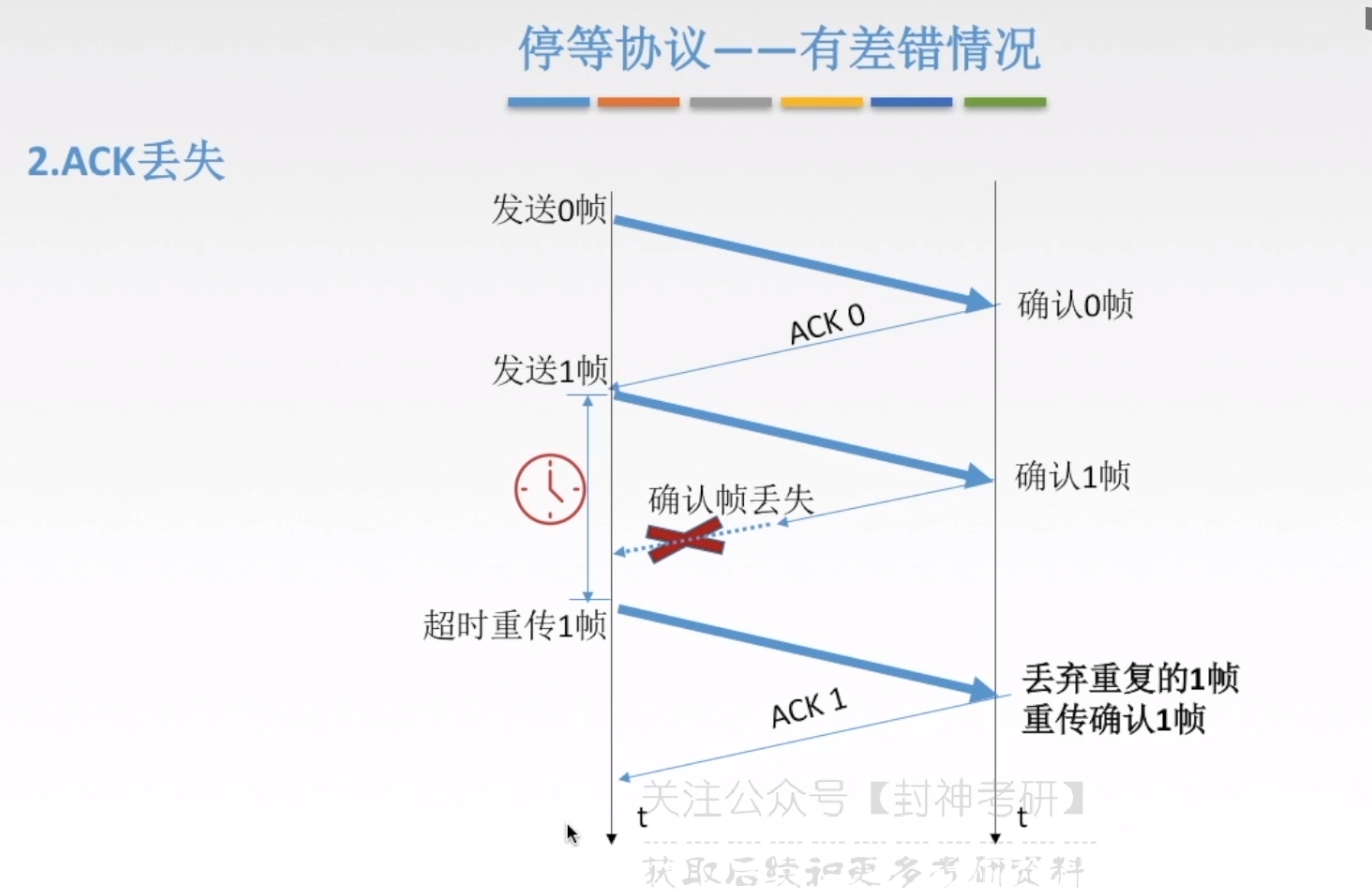 停等协议——有差错情况
2.ACK丢失
发送0帧
确认0帧
ACK 0
发送1帧
确认1帧
确认帧丢失
超时重传1帧
丢弃重复的1帧
重传确认1帧
ACK 1
关注公众号【封神考研】
t
t
获取后续和更多考研资料